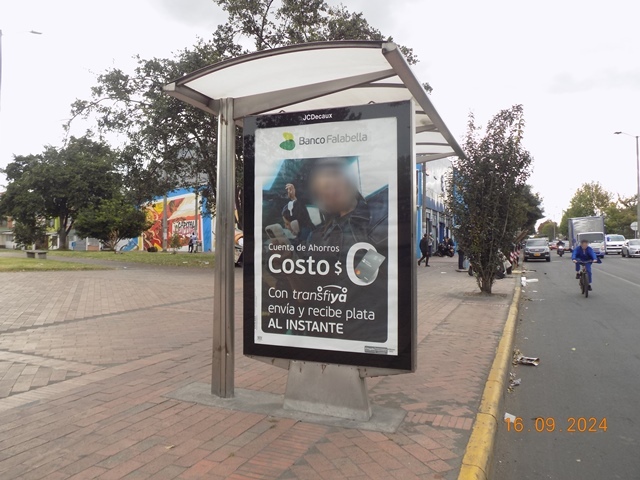 JCDecaux
Banco Falabella
Cuenta de Ahorros
Costo $0
Con transfiya
envía y recibe plata
AL INSTANTE
16.09.2024